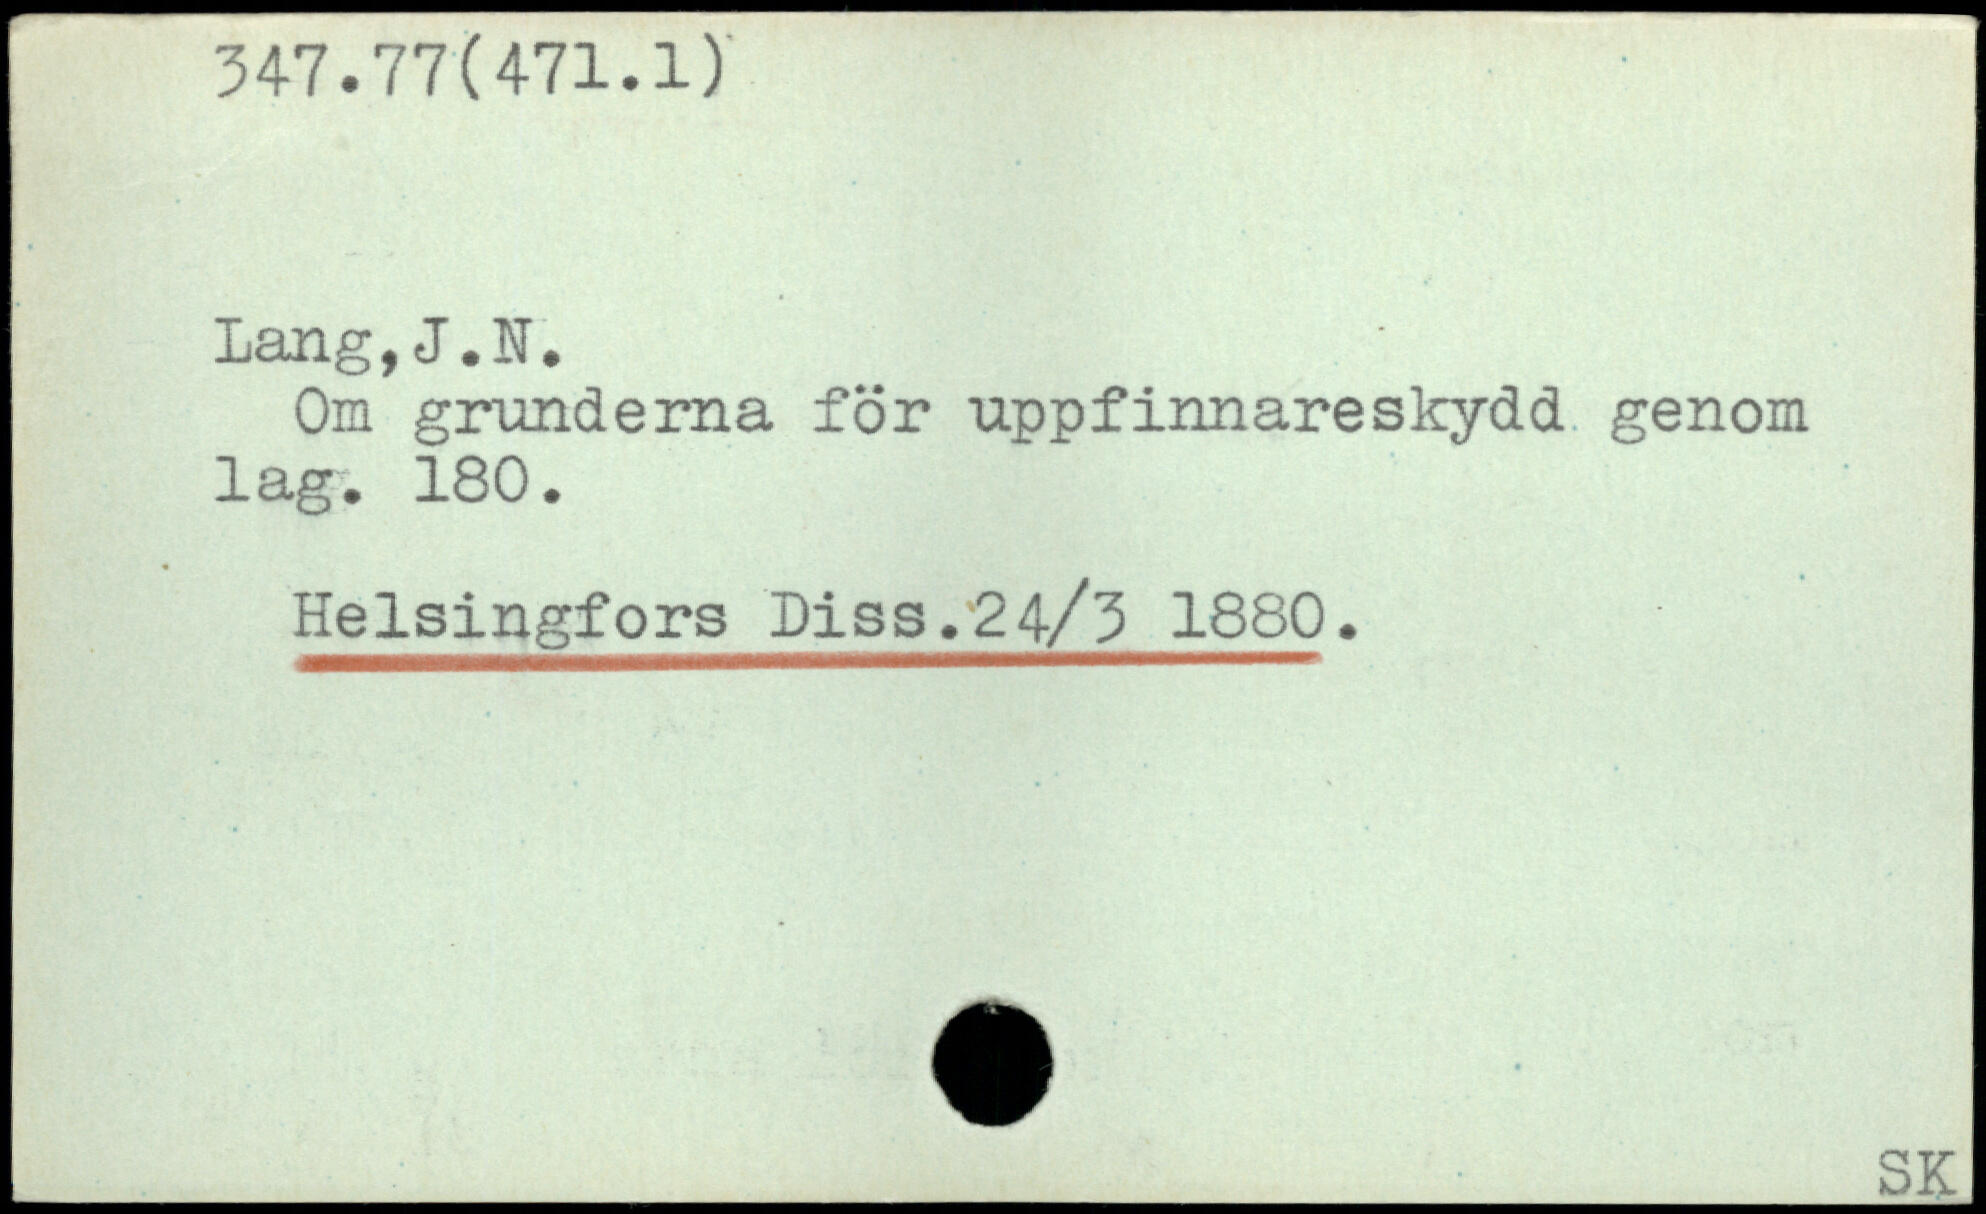 347.77(471.1)
Lang,J.N.
Om grunderna för uppfinnareskydd genom
lag. 180.
Helsingfors Diss.24/3 1880.
SK